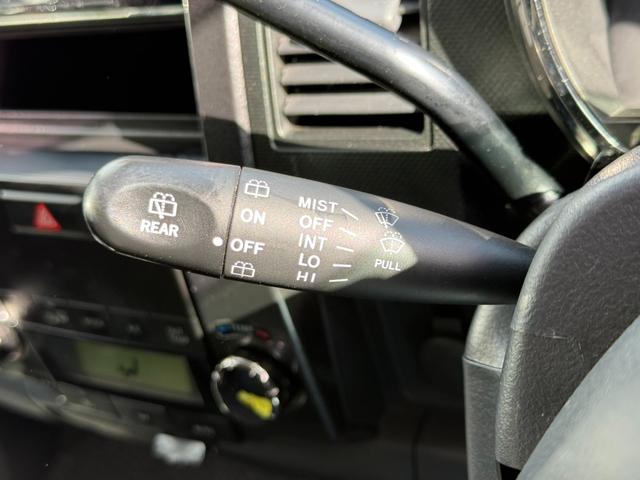 REAR
ON
OFF
MIST
OFF
INT
LO
HI
PULL